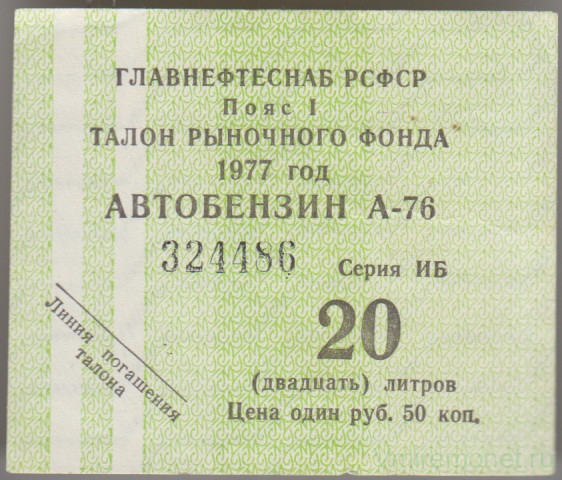 ГЛАВНЕФТЕСНАБ РСФСР
Пояс I
ТАЛОН РЫНОЧНОГО ФОНДА
1977 год
АВТОБЕНЗИН А-76
324486 Серия ИБ
20
(двадцать) литров
Цена один руб. 50 коп.
Линия погашения
талона